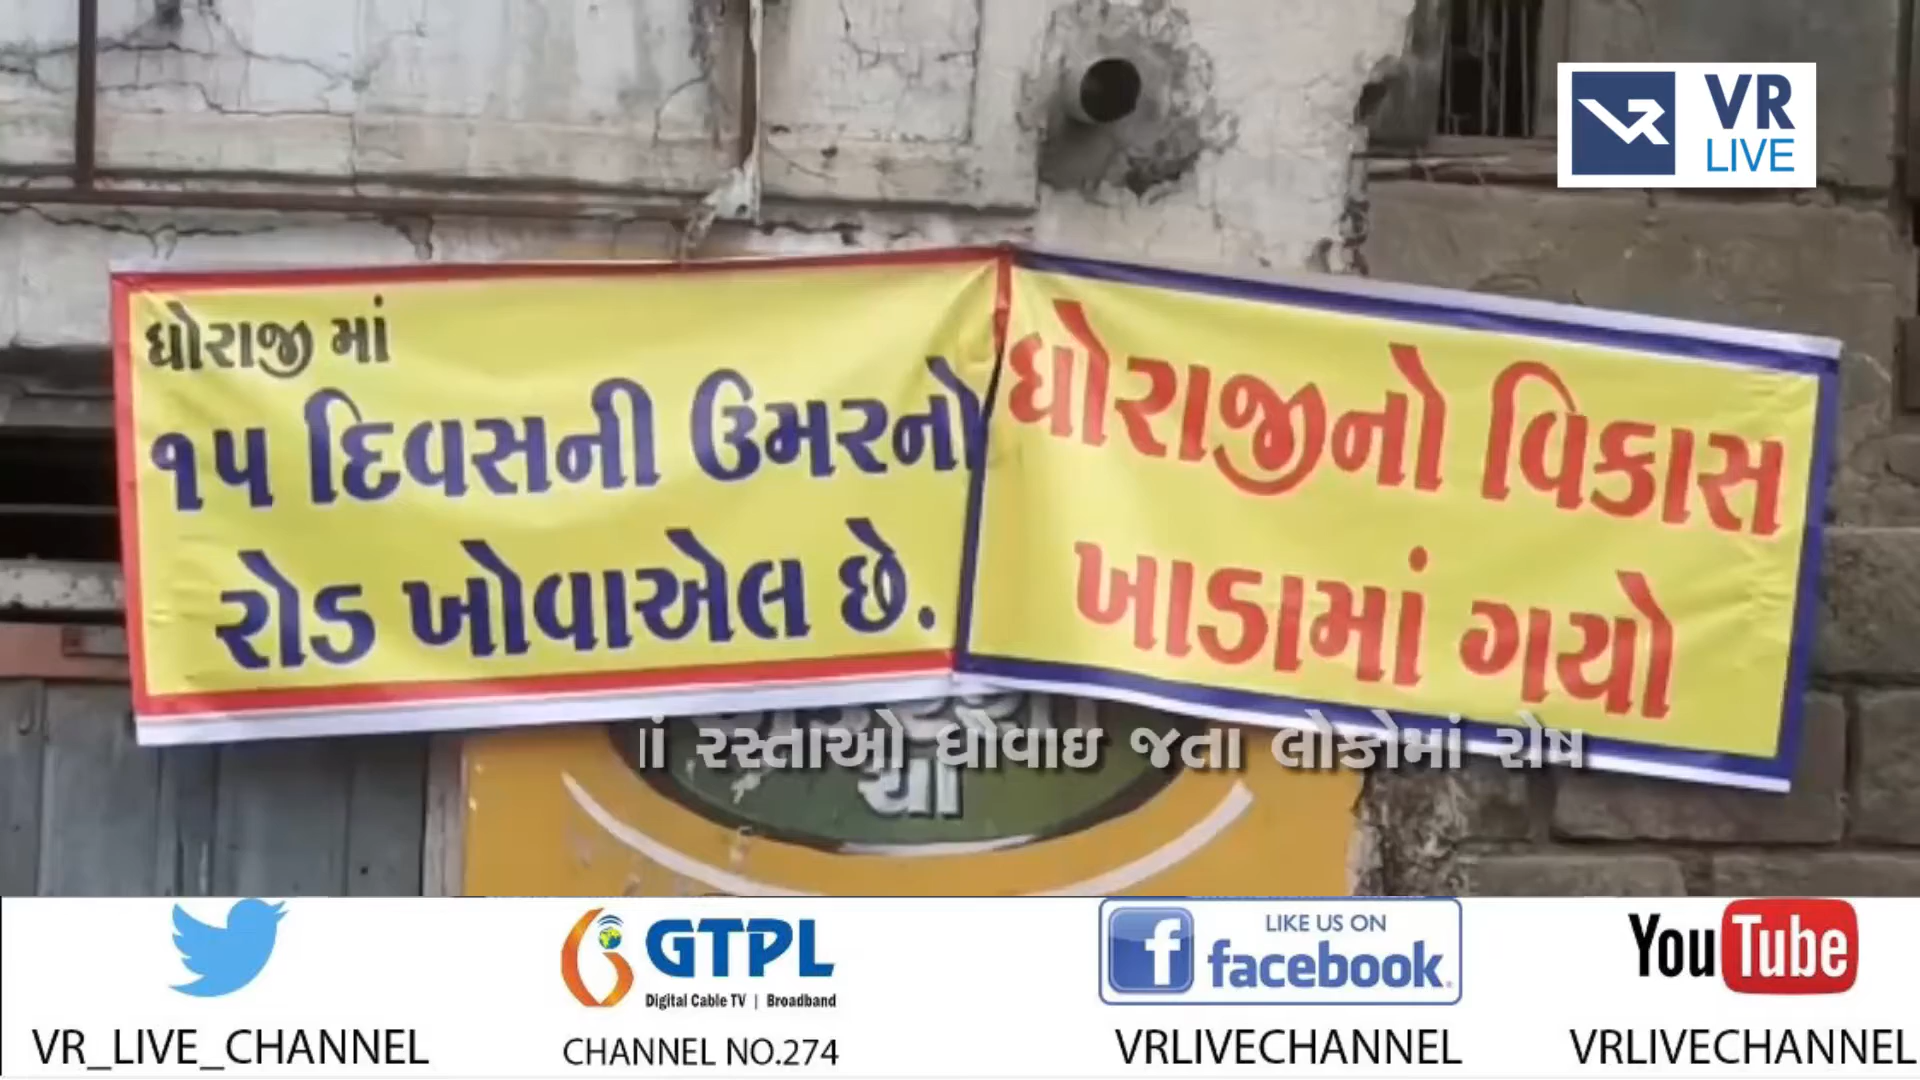 VR
LIVE
ધોરાજી માં
૧૫ દિવસની ઉમરનો
રોડ ખોવાએલ છે.
ધોરાજીનો વિકાસ
ખાડામાં ગયો
રસ્તાઓ ધોવાઇ જતા લોકોમાં રોષ
ચા
GTPL
Digital Cable TV | Broadband
LIKE US ON
facebook
YouTube
VR_LIVE_CHANNEL
CHANNEL NO.274
VRLIVECHANNEL
VRLIVECHANNEL